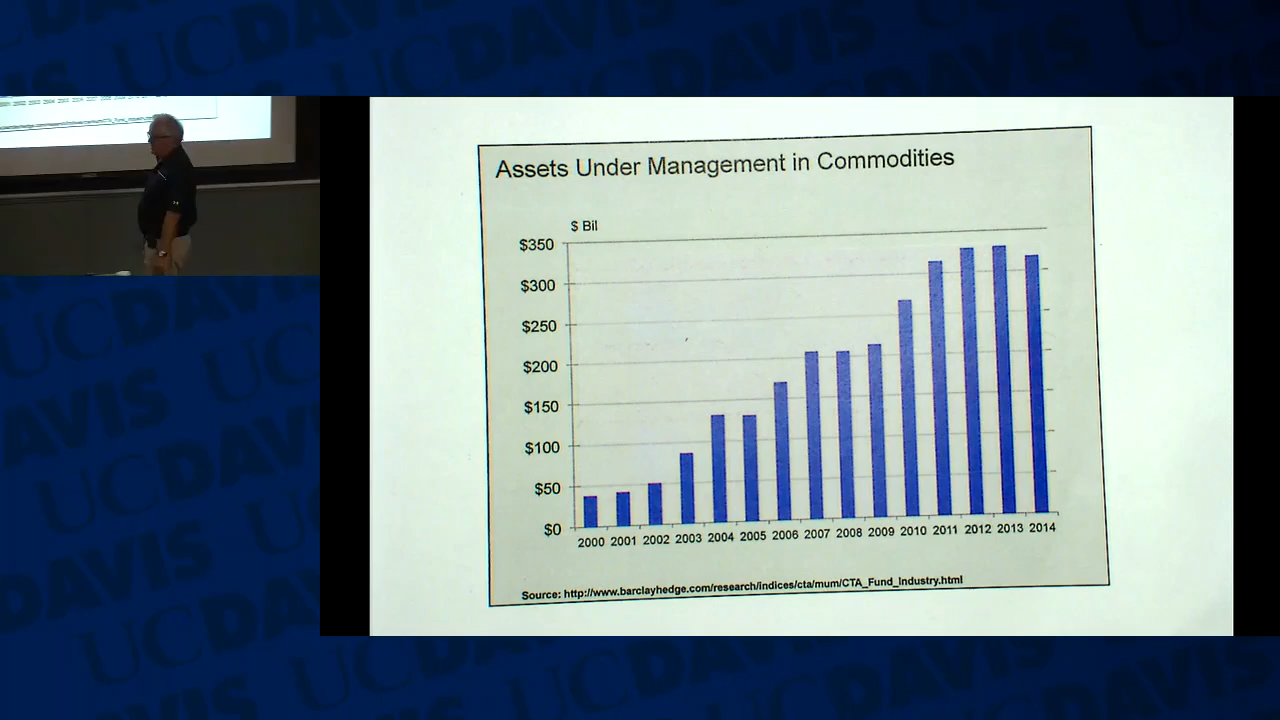 Assets Under Management in Commodities
$ Bil
$350
$300
$250
$200
$150
$100
$50
$0
2000 2001 2002 2003 2004 2005 2006 2007 2008 2009 2010 2011 2012 2013 2014
Source: http://www.barclayhedge.com/research/indices/cta/mum/CTA_Fund_Industry.html
UCDAVIS